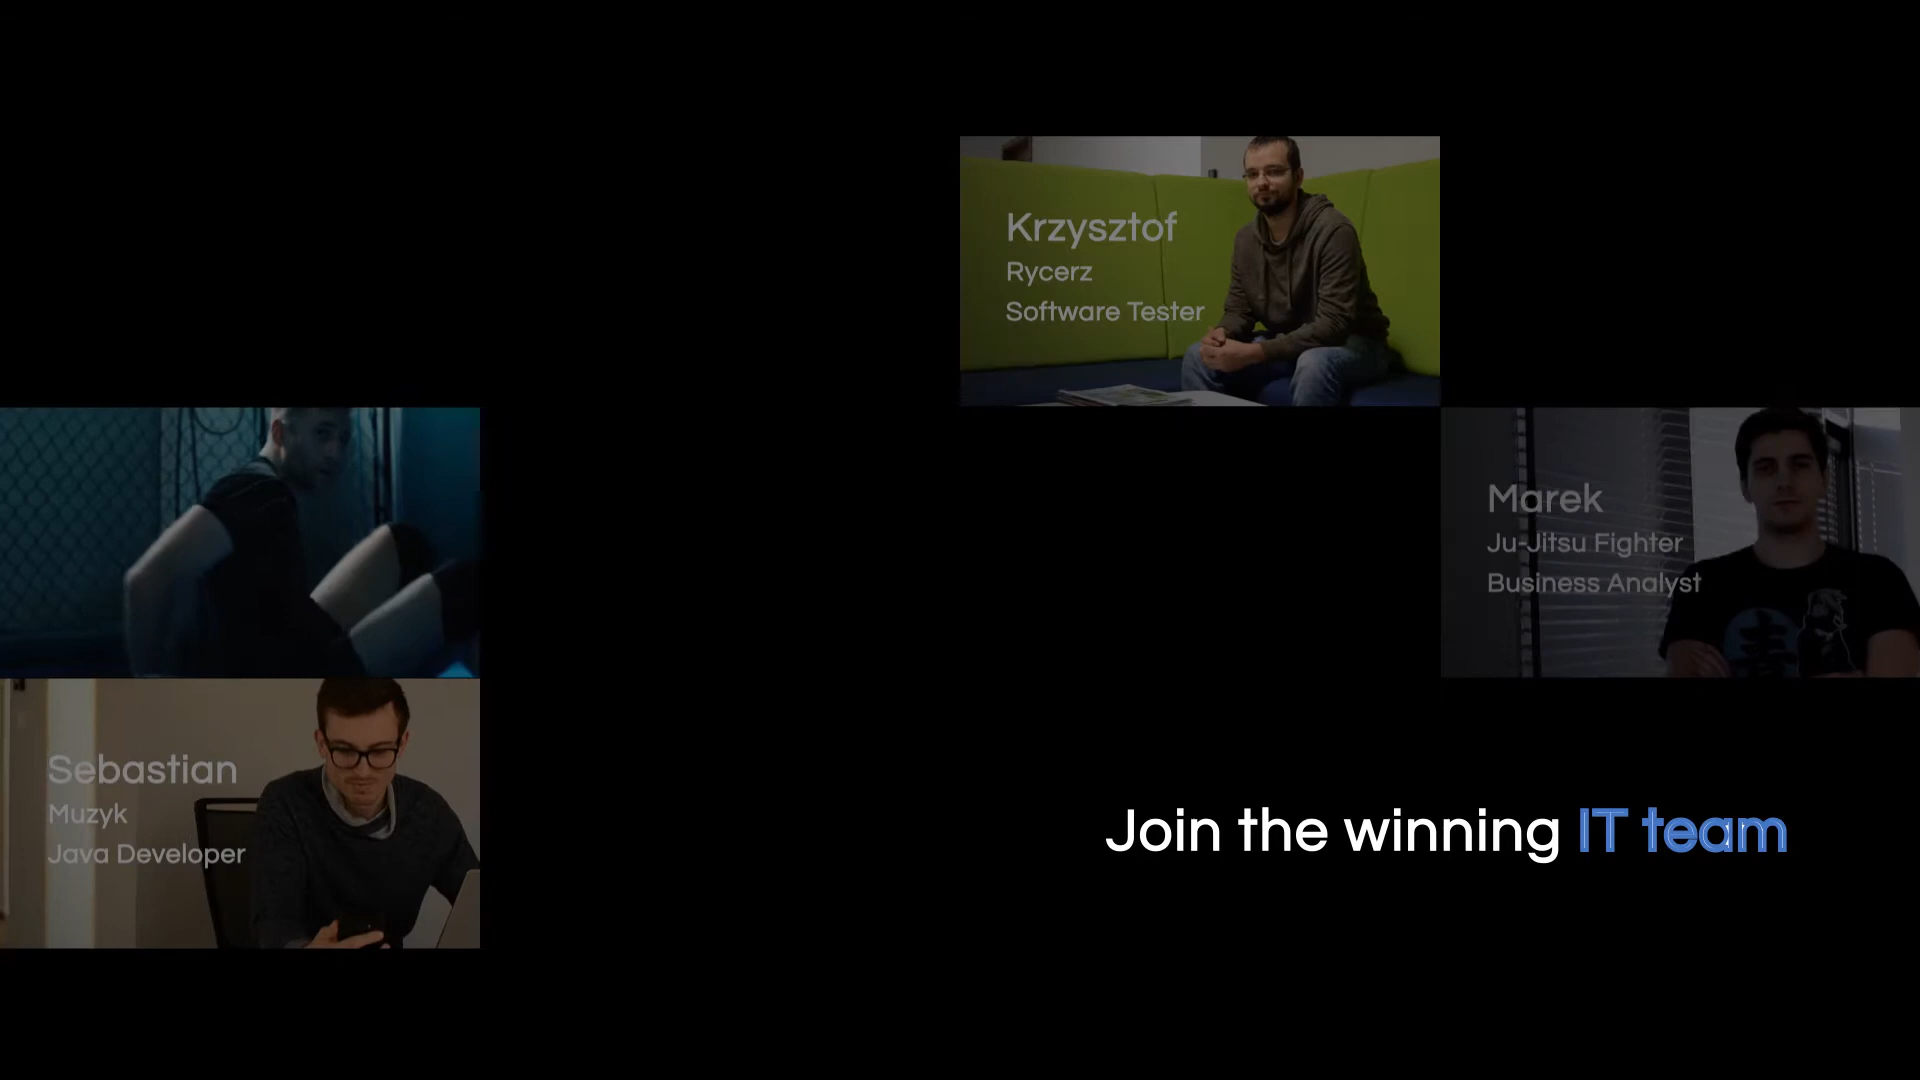 Krzysztof
Rycerz
Software Tester
Marek
Ju-Jitsu Fighter
Business Analyst
Sebastian
Muzyk
Java Developer
Join the winning IT team